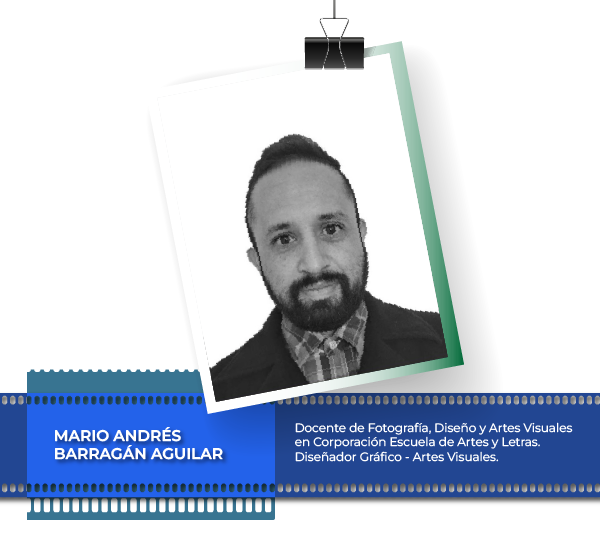 MARIO ANDRÉS
BARRAGÁN AGUILAR
Docente de Fotografía, Diseño y Artes Visuales
en Corporación Escuela de Artes y Letras.
Diseñador Gráfico - Artes Visuales.